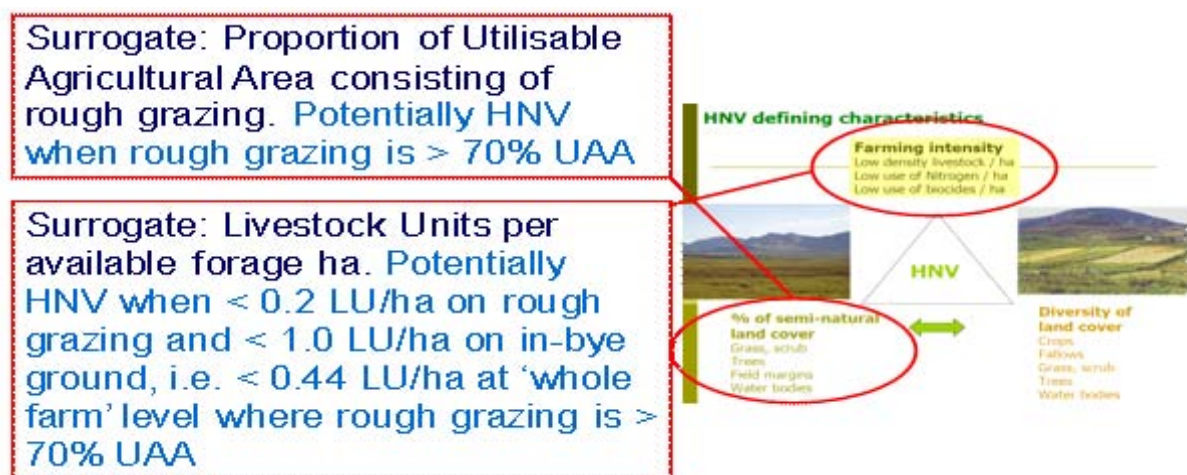 Surrogate: Proportion of Utilisable
Agricultural Area consisting of
rough grazing. Potentially HNV
when rough grazing is > 70% UAA
Surrogate: Livestock Units per
available forage ha. Potentially
HNV when < 0.2 LU/ha on rough
grazing and < 1.0 LU/ha on in-bye
ground, i.e. < 0.44 LU/ha at ‘whole
farm’ level where rough grazing is >
70% UAA
HNV defining characteristics
Farming intensity
Low density livestock / ha
Low use of Nitrogen / ha
Low use of biocides / ha
HNV
% of semi-natural
land cover
Grass, scrub
Trees
Field margins
Water bodies
Diversity of
land cover
Crops
Fallows
Grass, scrub
Trees
Water bodies